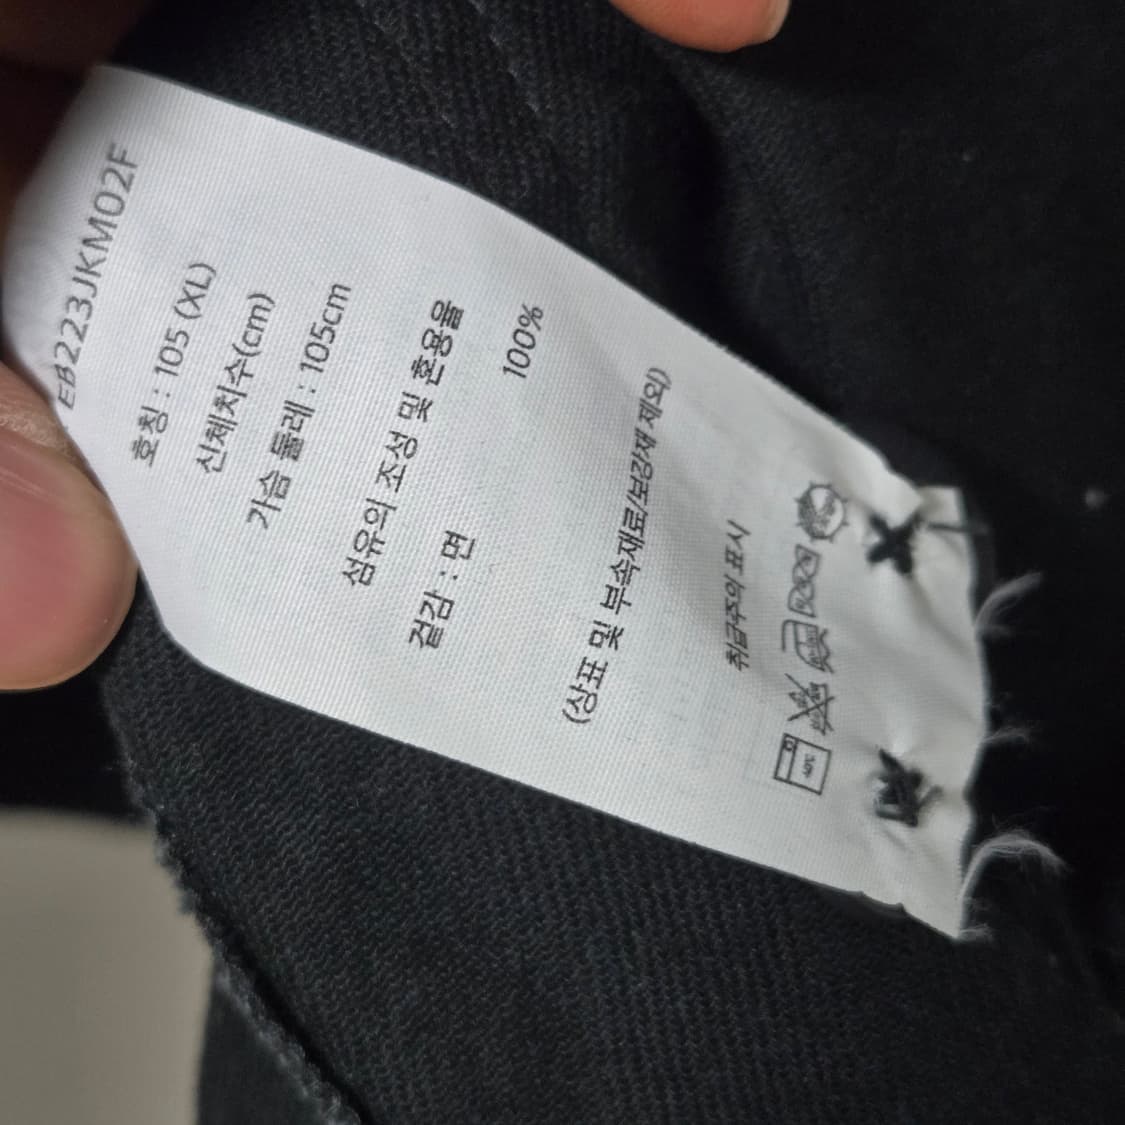 EB223JKM02F
호칭 : 105 (XL)
신체치수(cm)
가슴 둘레 : 105cm
섬유의 조성 및 혼용율
겉감 : 면 100%
(상표 및 부속재료/보강재 제외)
취급주의 표시
40℃